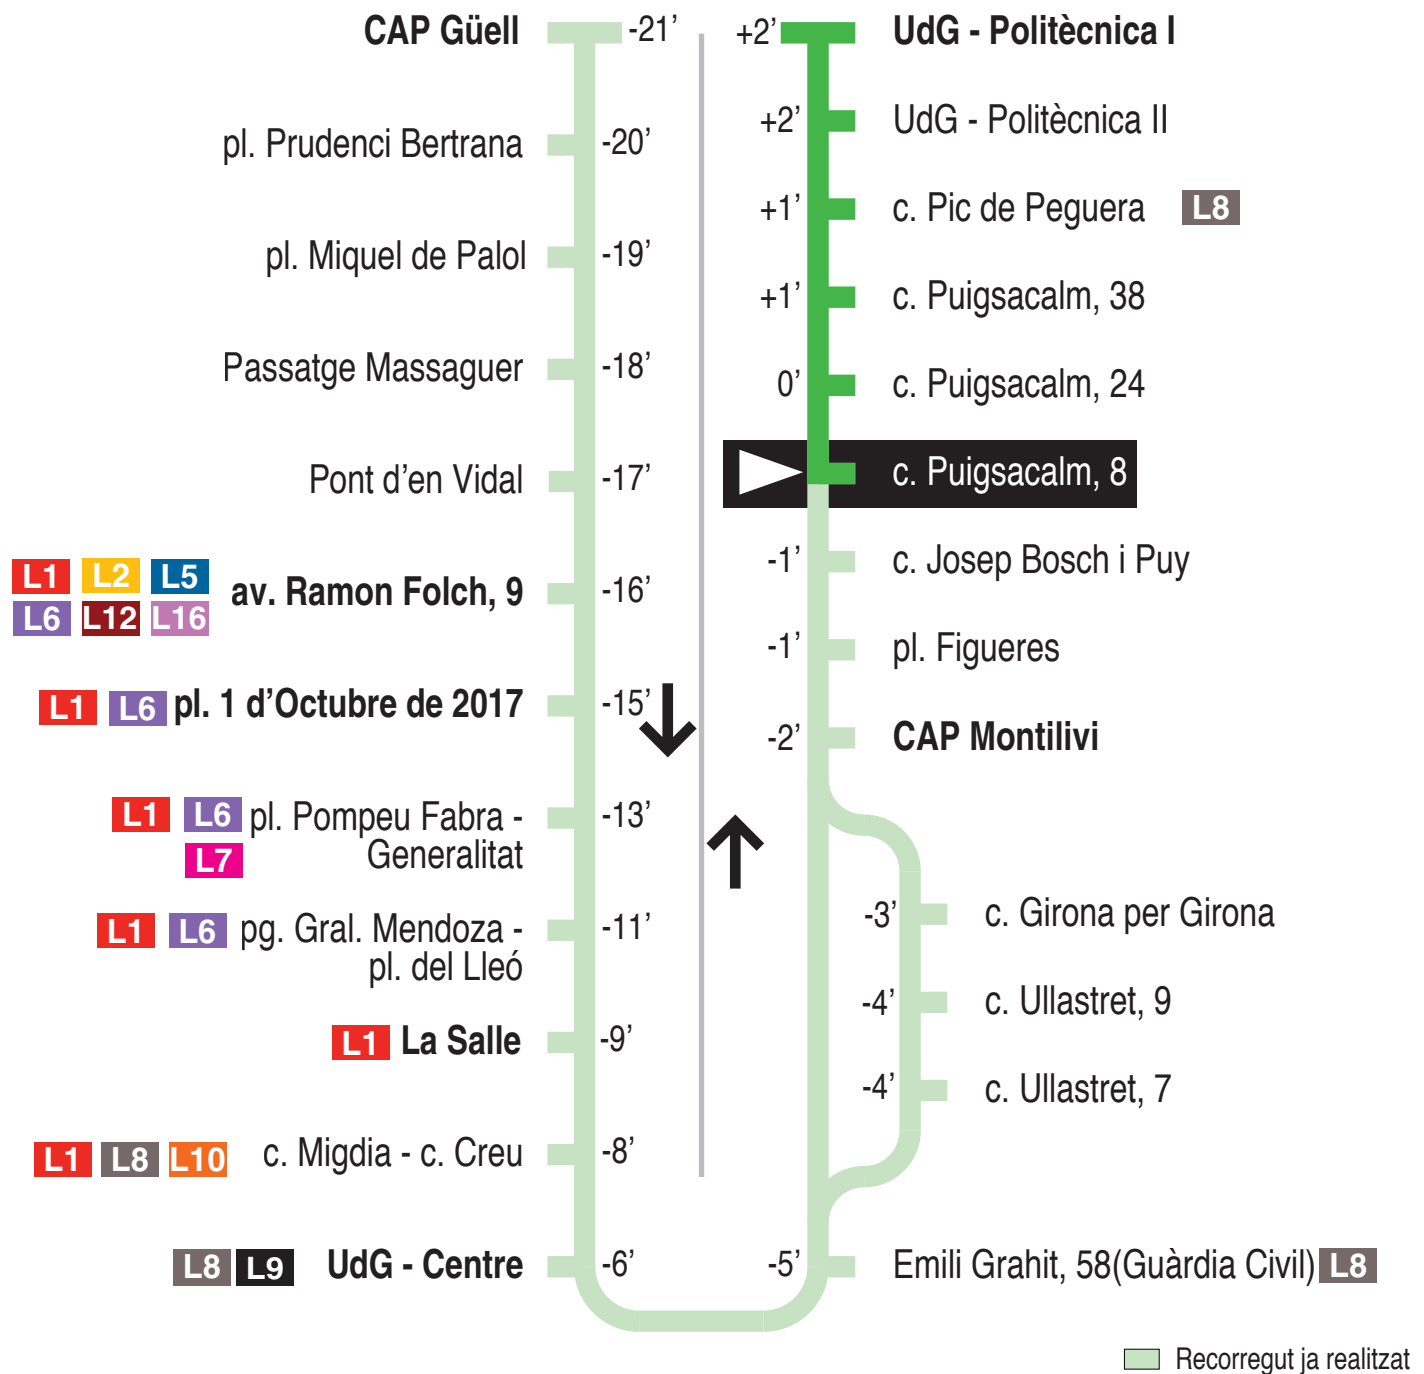 CAP Güell -21’
pl. Prudenci Bertrana -20’
pl. Miquel de Palol -19’
Passatge Massaguer -18’
Pont d’en Vidal -17’
L1 L2 L5
L6 L12 L16
av. Ramon Folch, 9 -16’
L1 L6 pl. 1 d’Octubre de 2017 -15’
L1 L6 pl. Pompeu Fabra - -13’
L7 Generalitat
L1 L6 pg. Gral. Mendoza - -11’
pl. del Lleó
L1 La Salle -9’
L1 L8 L10 c. Migdia - c. Creu -8’
L8 L9 UdG - Centre -6’
+2’ UdG - Politècnica I
+2’ UdG - Politècnica II
+1’ c. Pic de Peguera L8
+1’ c. Puigsacalm, 38
0’ c. Puigsacalm, 24
c. Puigsacalm, 8
-1’ c. Josep Bosch i Puy
-1’ pl. Figueres
-2’ CAP Montilivi
-3’ c. Girona per Girona
-4’ c. Ullastret, 9
-4’ c. Ullastret, 7
-5’ Emili Grahit, 58(Guàrdia Civil) L8
Recorregut ja realitzat